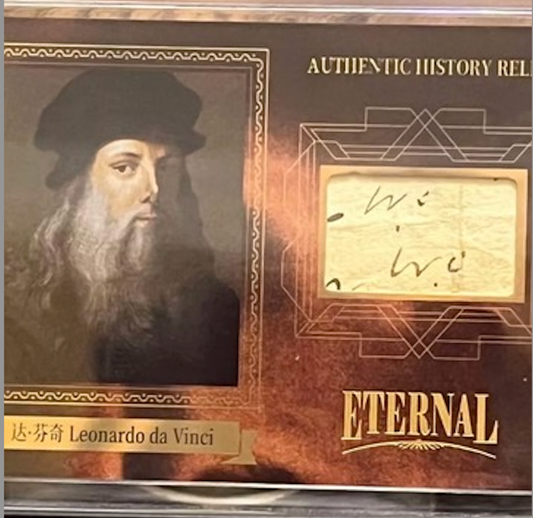 AUTHENTIC HISTORY REL
ETERNAL
达·芬奇 Leonardo da Vinci